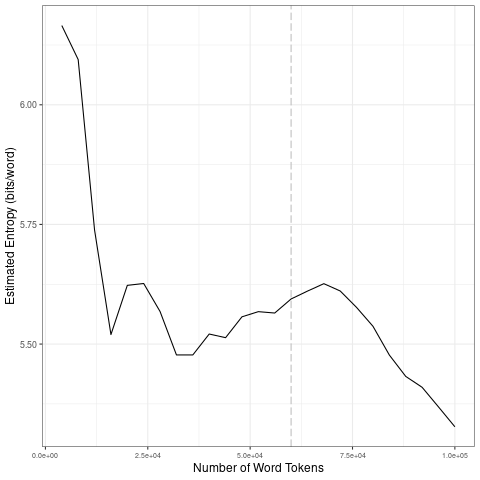 Estimated Entropy (bits/word)
6.00
5.75
5.50
0.0e+00 2.5e+04 5.0e+04 7.5e+04 1.0e+05
Number of Word Tokens